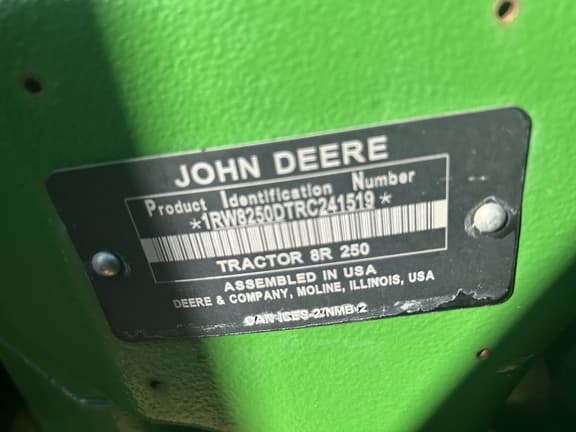 JOHN DEERE
Product Identification Number
*1RW8250DTRC241519*
TRACTOR 8R 250
ASSEMBLED IN USA
DEERE & COMPANY, MOLINE, ILLINOIS, USA
CAN ICES-2/NMB-2